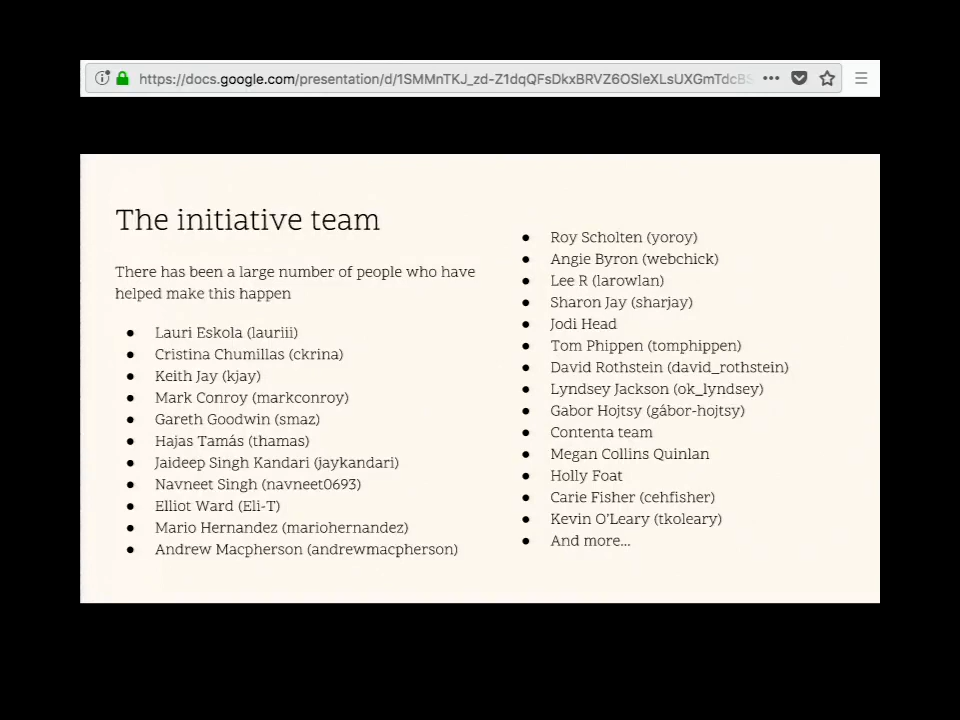 https://docs.google.com/presentation/d/1SMMnTKJ_zd-Z1dqQFsDkxBRVZ6OSleXLsUXGmTdcBS
The initiative team
There has been a large number of people who have
helped make this happen
● Lauri Eskola (lauriii)
● Cristina Chumillas (ckrina)
● Keith Jay (kjay)
● Mark Conroy (markconroy)
● Gareth Goodwin (smaz)
● Hajas Tamás (thamas)
● Jaideep Singh Kandari (jaykandari)
● Navneet Singh (navneet0693)
● Elliot Ward (Eli-T)
● Mario Hernandez (mariohernandez)
● Andrew Macpherson (andrewmacpherson)
● Roy Scholten (yoroy)
● Angie Byron (webchick)
● Lee R (larowlan)
● Sharon Jay (sharjay)
● Jodi Head
● Tom Phippen (tomphippen)
● David Rothstein (david_rothstein)
● Lyndsey Jackson (ok_lyndsey)
● Gabor Hojtsy (gábor-hojtsy)
● Contenta team
● Megan Collins Quinlan
● Holly Foat
● Carie Fisher (cehfisher)
● Kevin O'Leary (tkoleary)
● And more...